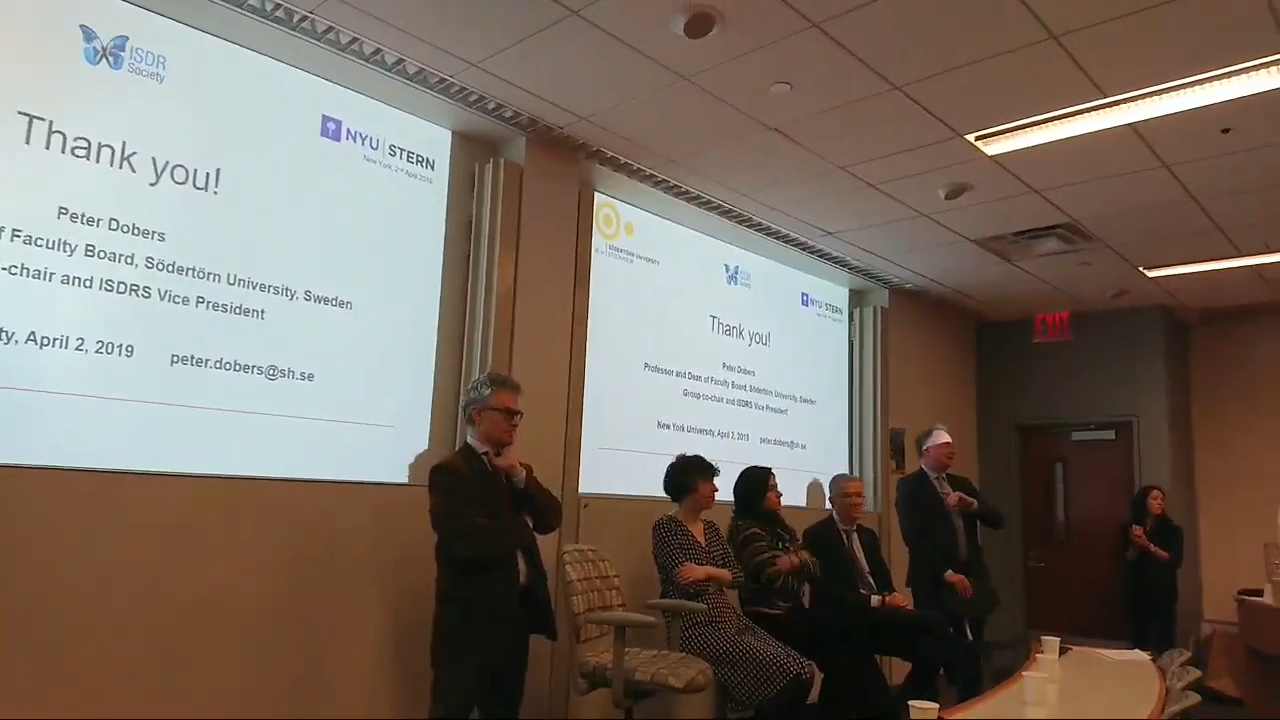 ISDR
Society
NYU STERN
New York, 2nd April 2019
Thank you!
Peter Dobers
f Faculty Board, Södertörn University, Sweden
-chair and ISDRS Vice President
ty, April 2, 2019 peter.dobers@sh.se
SÖDERTÖRN UNIVERSITY
STOCKHOLM
ISDR
Society
NYU STERN
Thank you!
Peter Dobers
Professor and Dean of Faculty Board, Södertörn University, Sweden
Group co-chair and ISDRS Vice President
New York University, April 2, 2019 peter.dobers@sh.se
EXIT